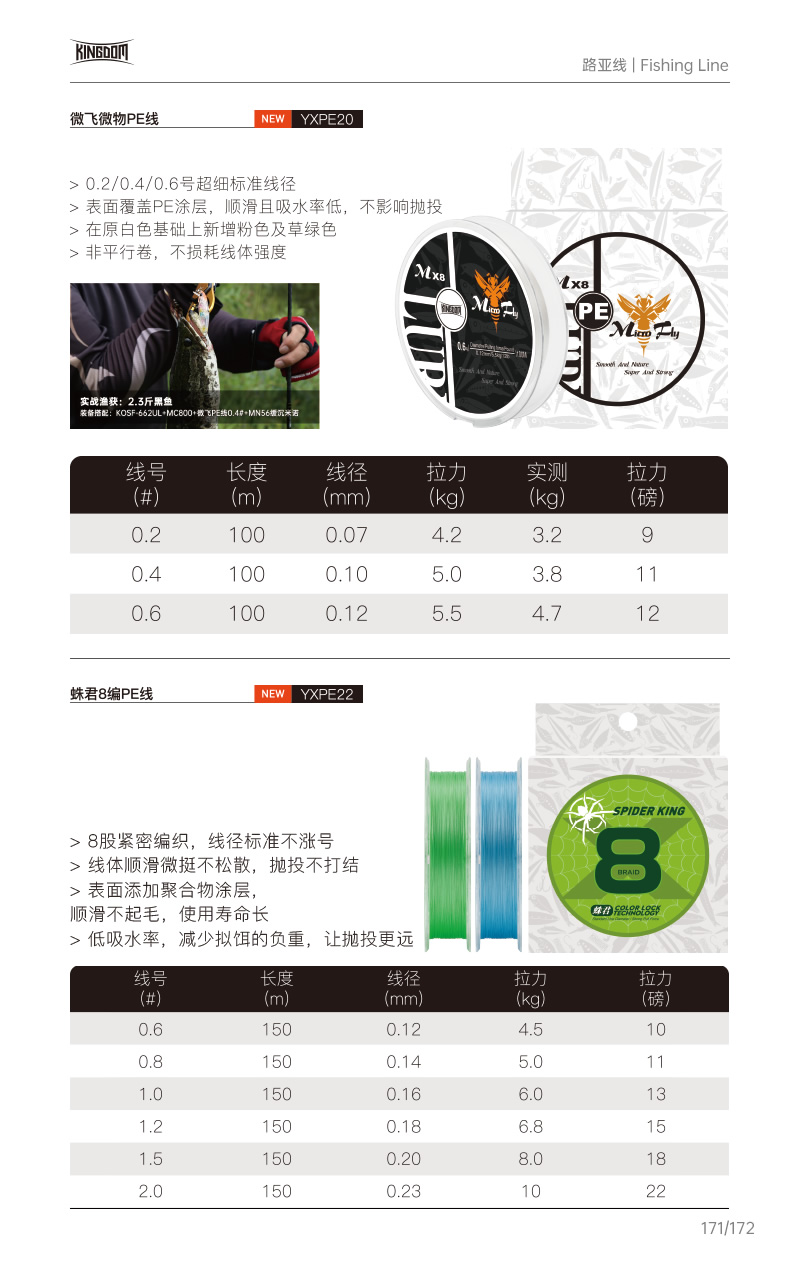 KINGDOM
路亚线 | Fishing Line
微飞微物PE线 NEW YXPE20
> 0.2/0.4/0.6号超细标准线径
> 表面覆盖PE涂层，顺滑且吸水率低，不影响抛投
> 在原白色基础上新增粉色及草绿色
> 非平行卷，不损耗线体强度
实战渔获：2.3斤黑鱼
装备搭配：KOSF-662UL+MC800+微飞PE线0.4#+MN56缓沉米诺
MX8
KINGDOM
Micro Fly
0.6
100M
Smooth And Nature
Super And Strong
MX8
PE
Micro Fly
Smooth And Nature
Super And Strong
线号 长度 线径 拉力 实测 拉力
(#) (m) (mm) (kg) (kg) (磅)
0.2 100 0.07 4.2 3.2 9
0.4 100 0.10 5.0 3.8 11
0.6 100 0.12 5.5 4.7 12
蛛君8编PE线 NEW YXPE22
> 8股紧密编织，线径标准不涨号
> 线体顺滑微挺不松散，抛投不打结
> 表面添加聚合物涂层，
顺滑不起毛，使用寿命长
> 低吸水率，减少拟饵的负重，让抛投更远
SPIDER KING
8
BRAID
蛛君 COLOR LOCK
TECHNOLOGY
线号 长度 线径 拉力 拉力
(#) (m) (mm) (kg) (磅)
0.6 150 0.12 4.5 10
0.8 150 0.14 5.0 11
1.0 150 0.16 6.0 13
1.2 150 0.18 6.8 15
1.5 150 0.20 8.0 18
2.0 150 0.23 10 22
171/172